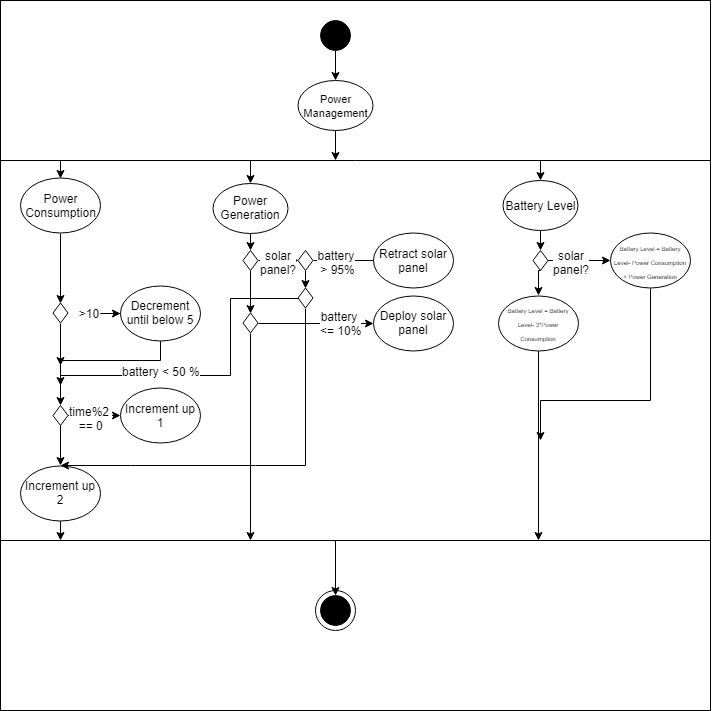 Power
Management
Power
Consumption
Power
Generation
Battery Level
solar
panel?
battery
> 95%
Retract solar
panel
solar
panel?
Battery Level = Battery
Level- Power Consumption
+ Power Generation
>10
Decrement
until below 5
battery
<= 10%
Deploy solar
panel
Battery Level = Battery
Level- 3*Power
Consumption
battery < 50 %
time%2
== 0
Increment up
1
Increment up
2